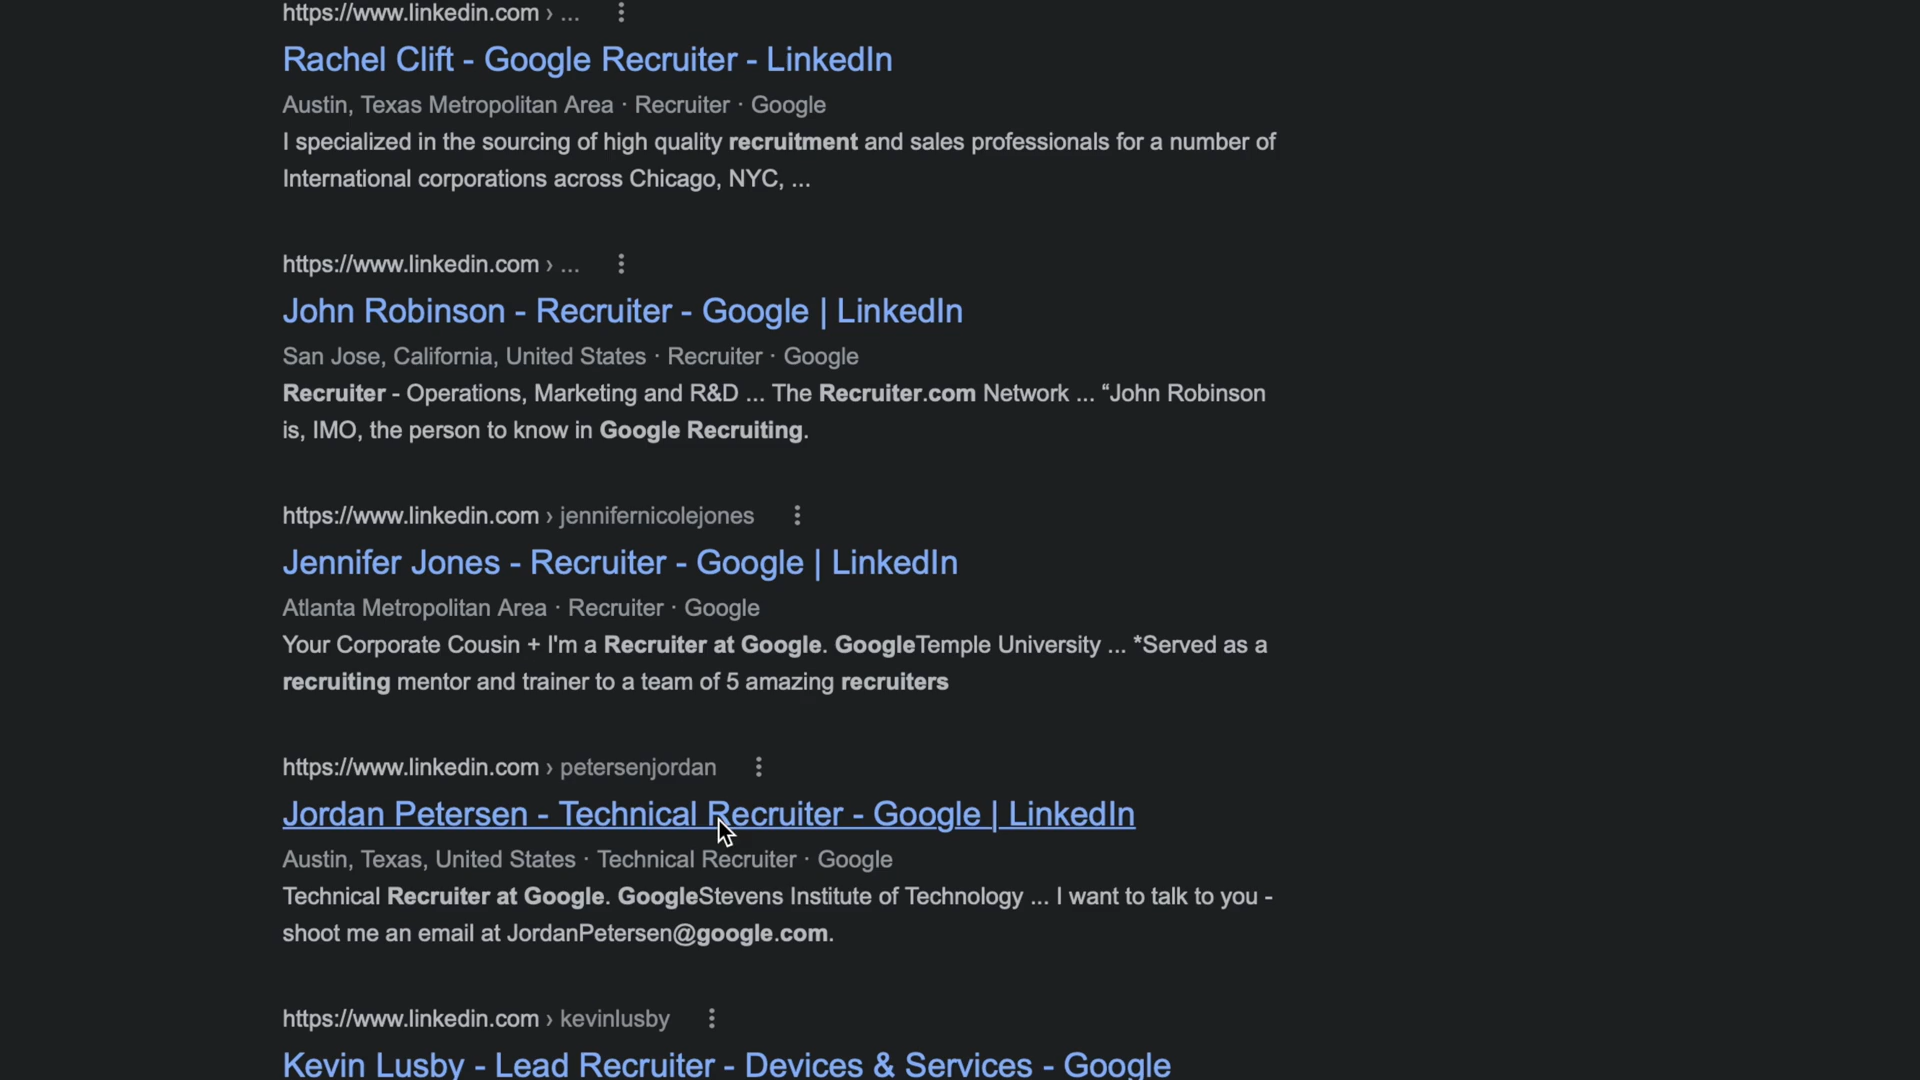 https://www.linkedin.com › ...
Rachel Clift - Google Recruiter - LinkedIn
Austin, Texas Metropolitan Area · Recruiter · Google
I specialized in the sourcing of high quality recruitment and sales professionals for a number of
International corporations across Chicago, NYC, ...
https://www.linkedin.com › ...
John Robinson - Recruiter - Google | LinkedIn
San Jose, California, United States · Recruiter · Google
Recruiter - Operations, Marketing and R&D ... The Recruiter.com Network ... “John Robinson
is, IMO, the person to know in Google Recruiting.
https://www.linkedin.com › jennifernicolejones
Jennifer Jones - Recruiter - Google | LinkedIn
Atlanta Metropolitan Area · Recruiter · Google
Your Corporate Cousin + I'm a Recruiter at Google. GoogleTemple University ... *Served as a
recruiting mentor and trainer to a team of 5 amazing recruiters
https://www.linkedin.com › petersenjordan
Jordan Petersen - Technical Recruiter - Google | LinkedIn
Austin, Texas, United States · Technical Recruiter · Google
Technical Recruiter at Google. GoogleStevens Institute of Technology ... I want to talk to you -
shoot me an email at JordanPetersen@google.com.
https://www.linkedin.com › kevinlusby
Kevin Lusby - Lead Recruiter - Devices & Services - Google